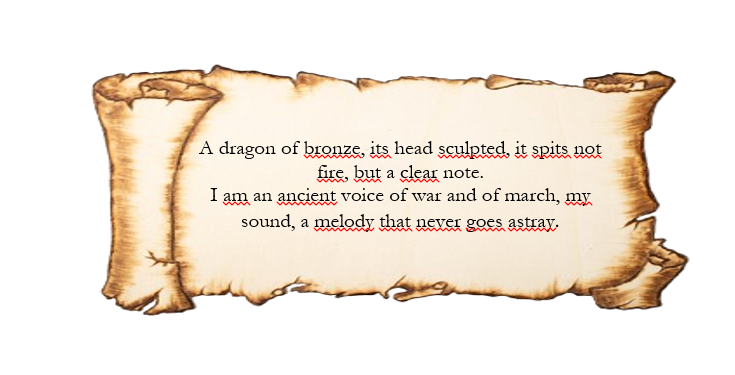 A dragon of bronze, its head sculpted, it spits not
fire, but a clear note.
I am an ancient voice of war and of march, my
sound, a melody that never goes astray.